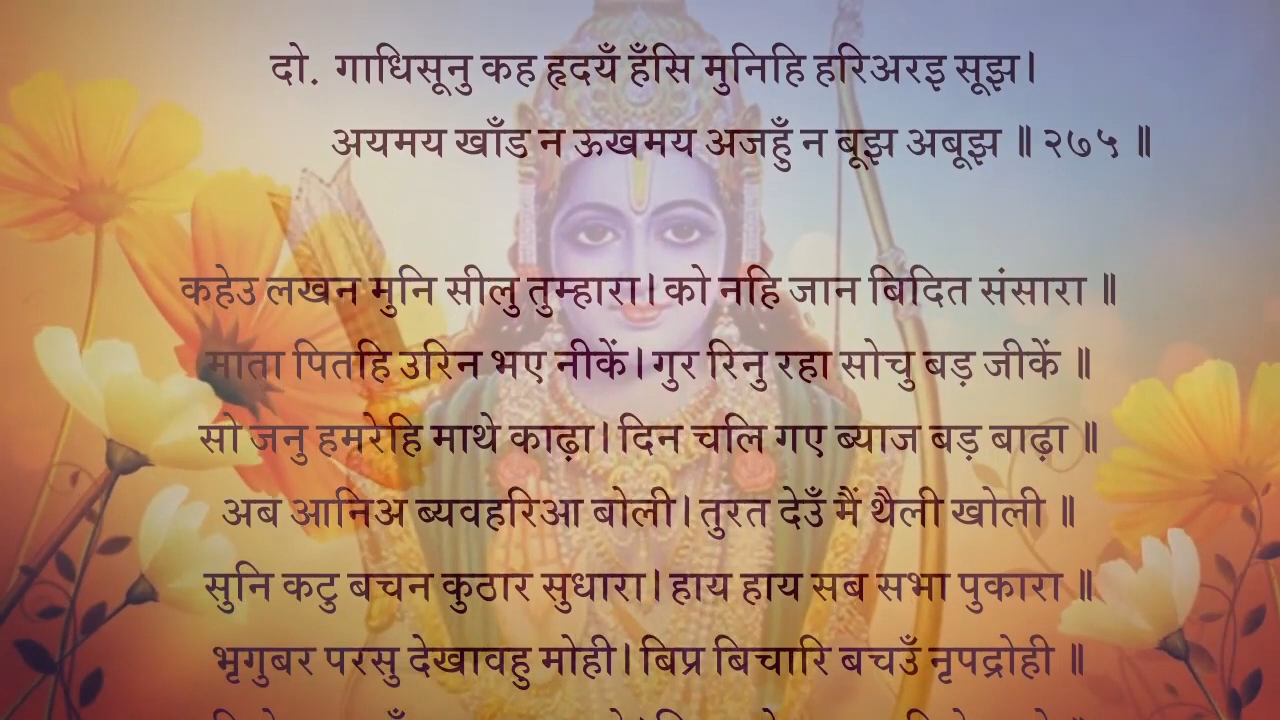 दो. गाधिसूनु कह हृदयँ हँसि मुनिहि हरिअरइ सूझ।
अयमय खाँड न ऊखमय अजहुँ न बूझ अबूझ ॥ २७५ ॥
कहेउ लखन मुनि सीलु तुम्हारा। को नहि जान बिदित संसारा ॥
माता पितहि उरिन भए नीकें। गुर रिनु रहा सोचु बड़ जीकें ॥
सो जनु हमरेहि माथे काढ़ा। दिन चलि गए ब्याज बड़ बाढ़ा ॥
अब आनिअ ब्यवहरिआ बोली। तुरत देउँ मैं थैली खोली ॥
सुनि कटु बचन कुठार सुधारा। हाय हाय सब सभा पुकारा ॥
भृगुबर परसु देखावहु मोही। बिप्र बिचारि बचउँ नृपद्रोही ॥